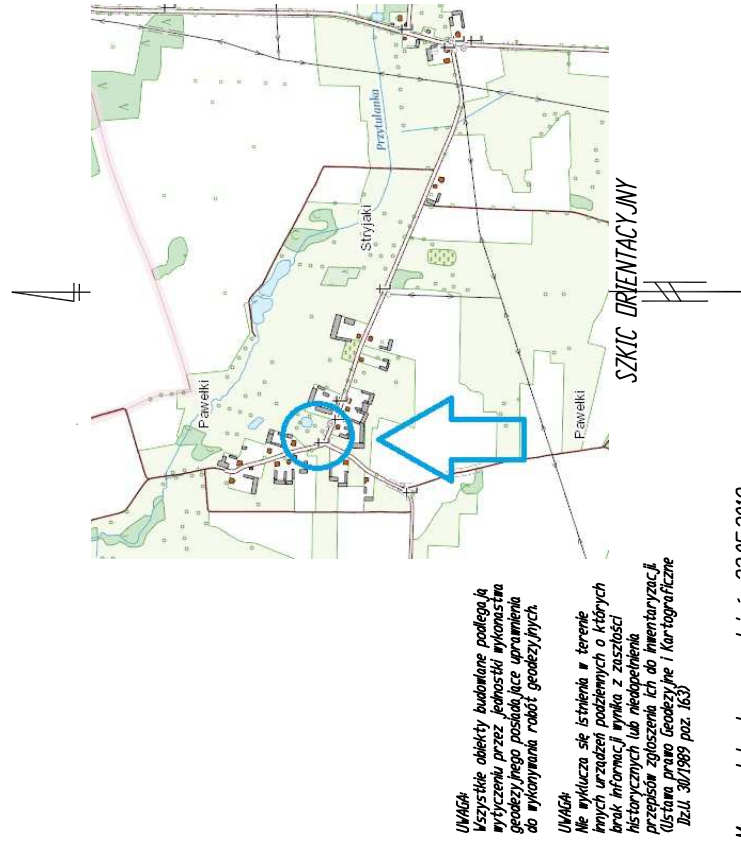 Przytulanka
Stryjaki
Pawełki
Pawełki
SZKIC ORIENTACYJNY
UWAGA:
Wszystkie obiekty budowlane podlegają
wytyczeniu przez jednostki wykonastwa
geodezyjnego posiadające uprawnienia
do wykonywania robót geodezyjnych.
UWAGA:
Nie wyklucza się istnienia w terenie
innych urządzeń podziemnych o których
brak informacji wynika z zaszłości
historycznych lub niedopełnienia
przepisów zgłoszenia ich do inwentaryzacji.
(Ustawa prawo Geodezyjne i Kartograficzne
Dz.U. 30/1989 poz. 163)